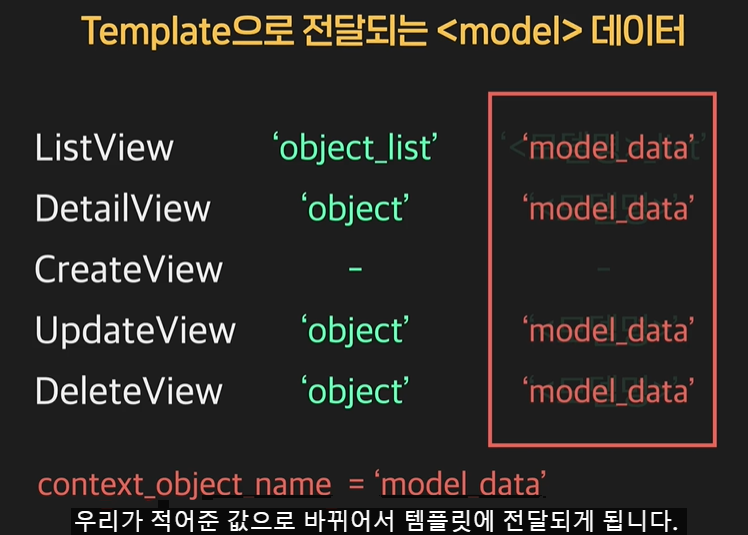 Template으로 전달되는 <model> 데이터
ListView 'object_list' 'model_data'
DetailView 'object' 'model_data'
CreateView - -
UpdateView 'object' 'model_data'
DeleteView 'object' 'model_data'
context_object_name = 'model_data'
우리가 적어준 값으로 바뀌어서 템플릿에 전달되게 됩니다.